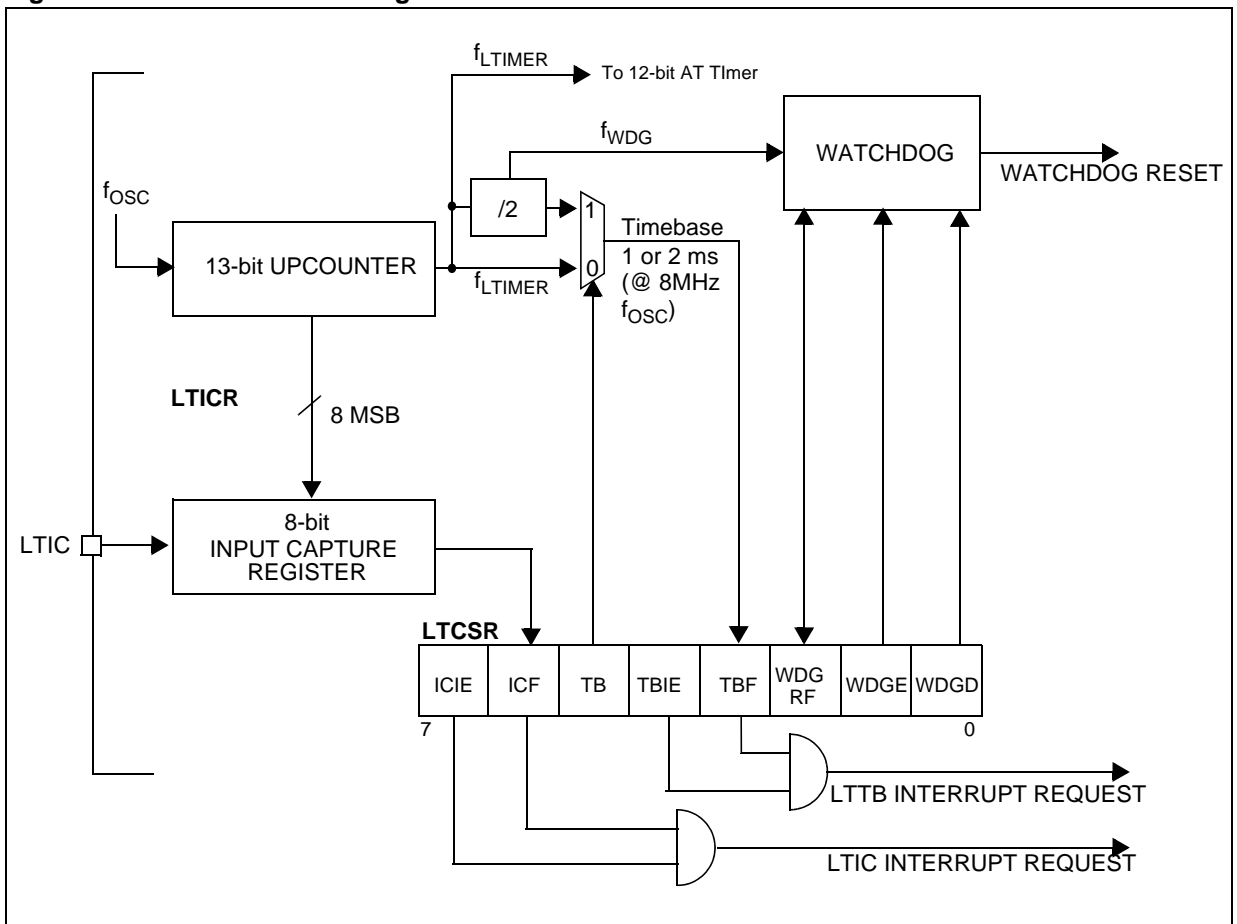 fLTIMER
To 12-bit AT TImer
fWDG
WATCHDOG
WATCHDOG RESET
fOSC
/2
1
0
Timebase
1 or 2 ms
(@ 8MHz
fOSC)
13-bit UPCOUNTER
fLTIMER
LTICR
8 MSB
LTIC
8-bit
INPUT CAPTURE
REGISTER
LTCSR
ICIE
ICF
TB
TBIE
TBF
WDG
RF
WDGE
WDGD
7
0
LTTB INTERRUPT REQUEST
LTIC INTERRUPT REQUEST